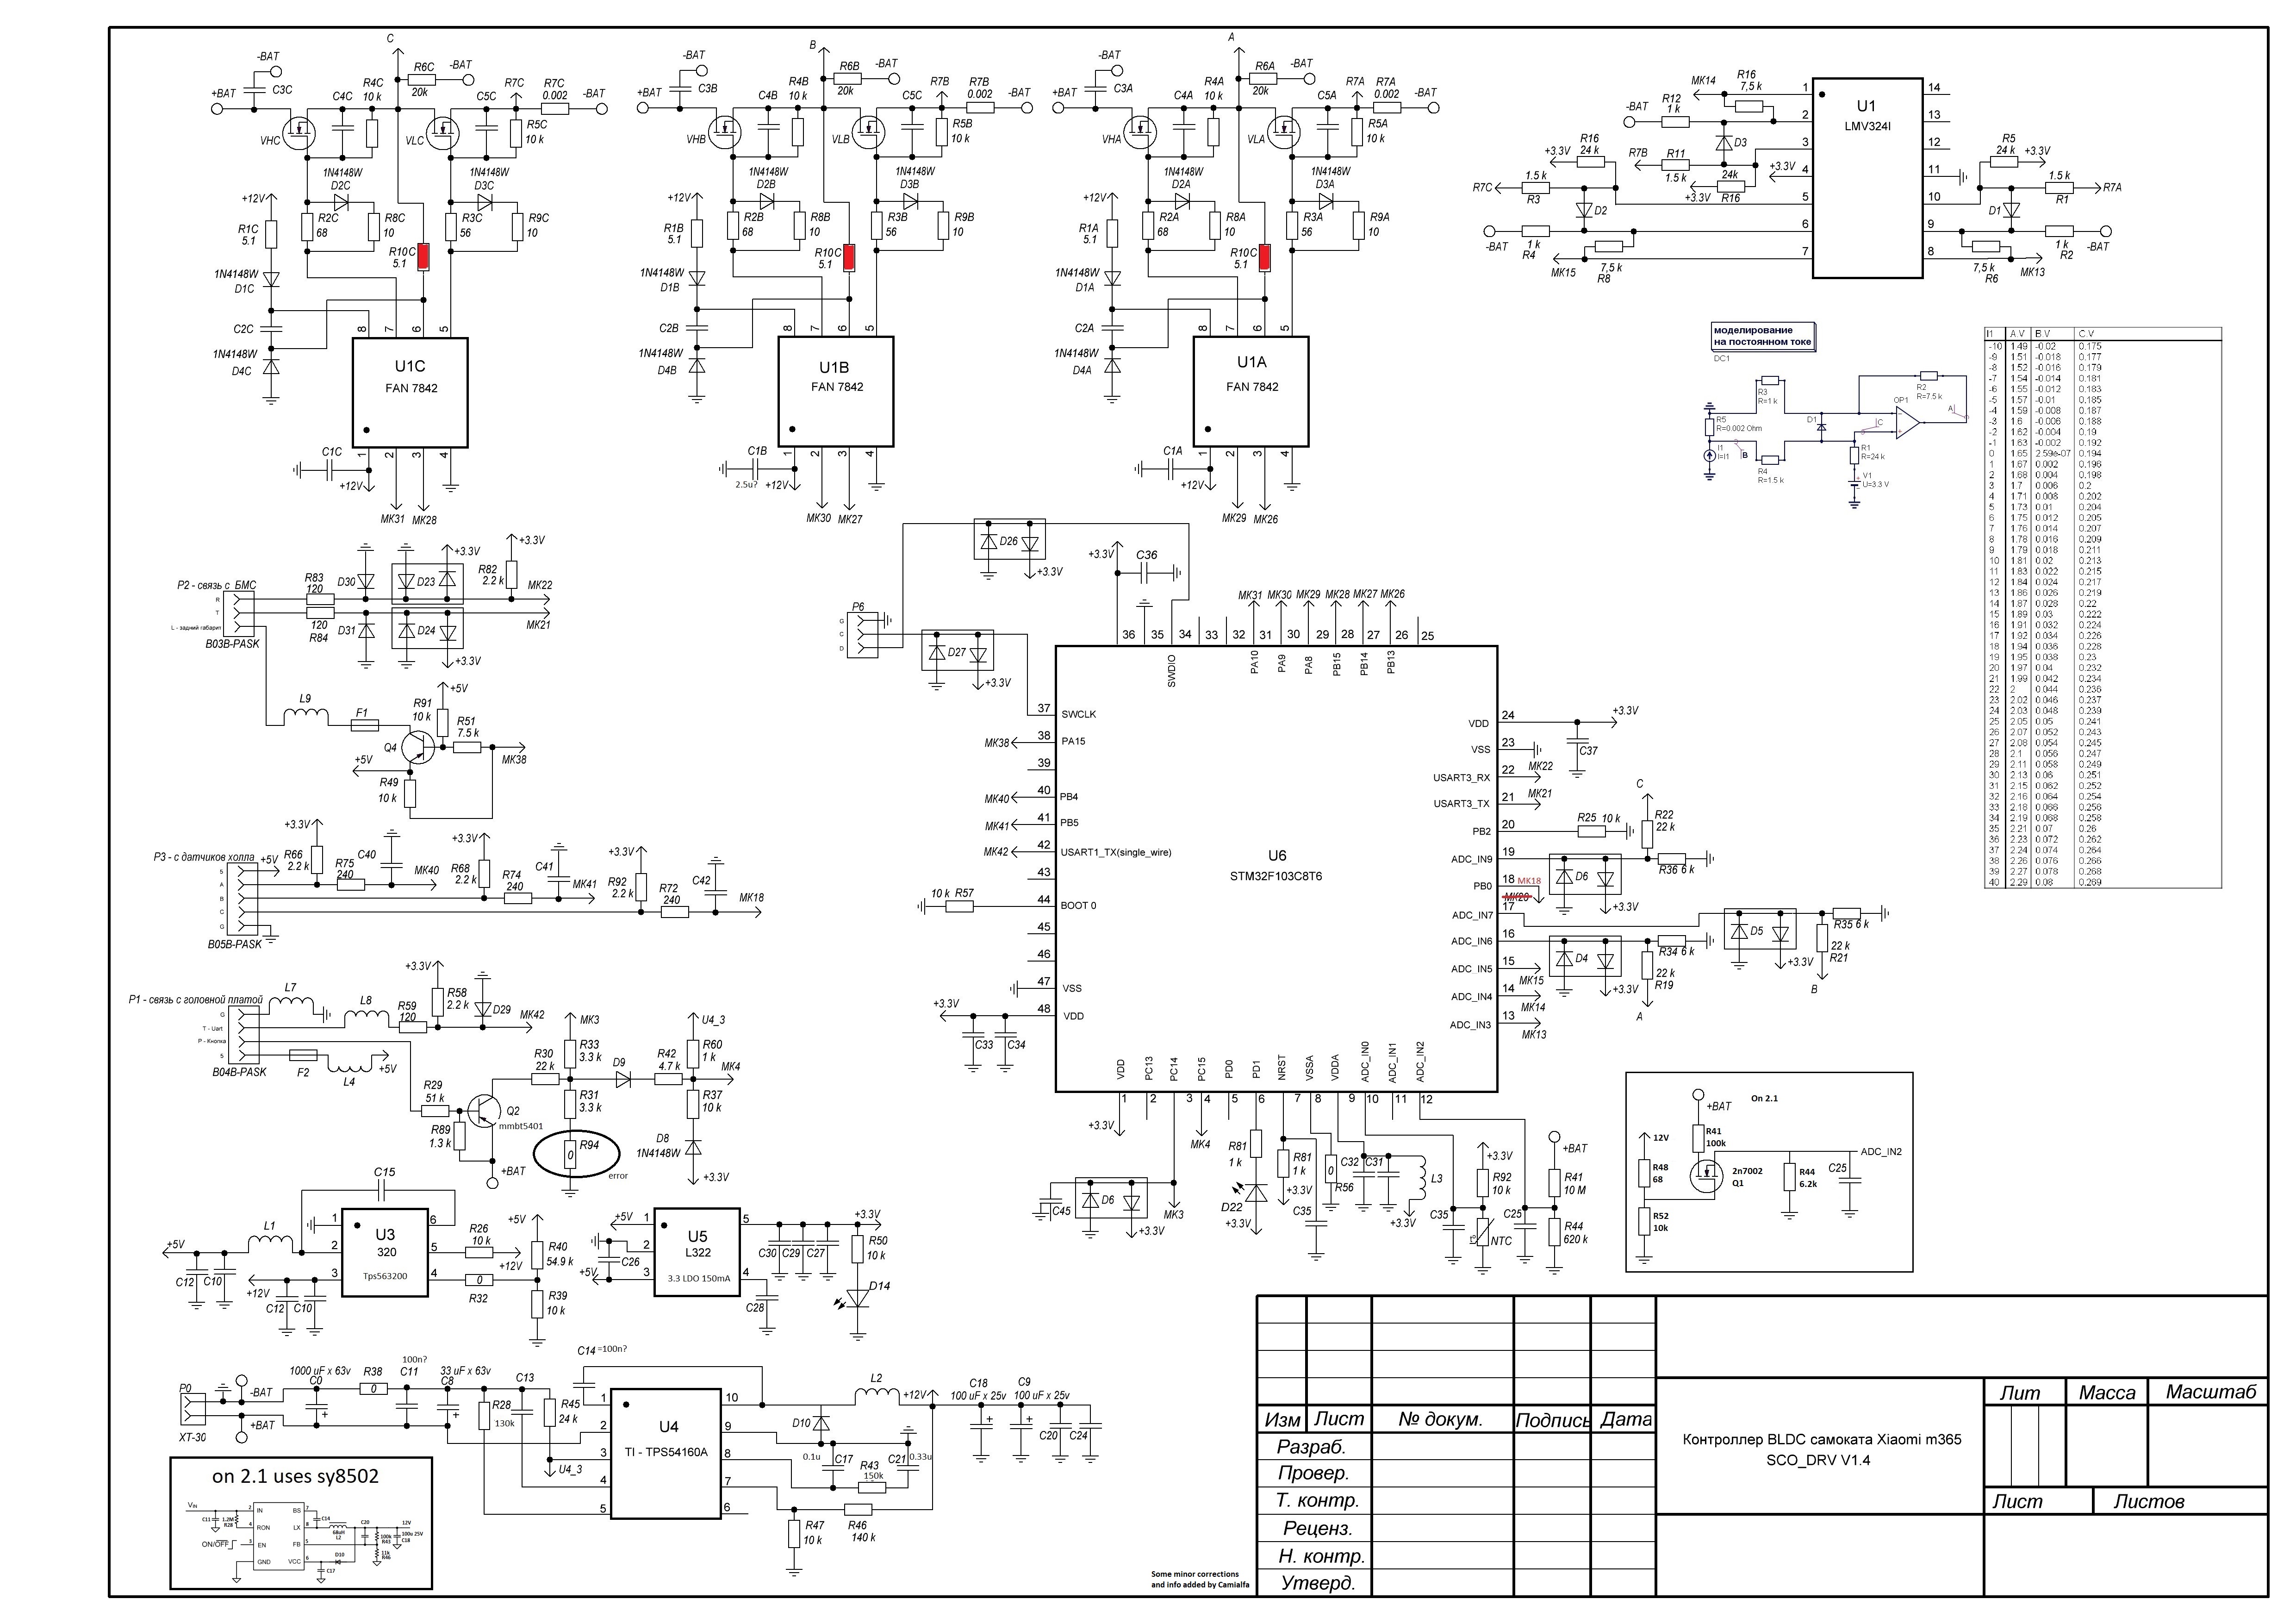 C
-BAT
C3C
+BAT
VHC
C4C
R4C
10 k
R6C
20k
-BAT
VLC
C5C
R7C
R7C
0.002
-BAT
R5C
10 k
1N4148W
D2C
1N4148W
D3C
+12V
R1C
5.1
R2C
68
R8C
10
R10C
5.1
R3C
56
R9C
10
1N4148W
D1C
C2C
1N4148W
D4C
8
7
6
5
U1C
FAN 7842
1
2
3
4
C1C
+12V
MK31
MK28
B
-BAT
C3B
+BAT
VHB
C4B
R4B
10 k
R6B
20k
-BAT
VLB
C5C
R7B
R7B
0.002
-BAT
R5B
10 k
1N4148W
D2B
1N4148W
D3B
+12V
R1B
5.1
R2B
68
R8B
10
R10C
5.1
R3B
56
R9B
10
1N4148W
D1B
C2B
1N4148W
D4B
8
7
6
5
U1B
FAN 7842
1
2
3
4
C1B
2.5u?
+12V
MK30
MK27
A
-BAT
C3A
+BAT
VHA
C4A
R4A
10 k
R6A
20k
-BAT
VLA
C5A
R7A
R7A
0.002
-BAT
R5A
10 k
1N4148W
D2A
1N4148W
D3A
+12V
R1A
5.1
R2A
68
R8A
10
R10C
5.1
R3A
56
R9A
10
1N4148W
D1A
C2A
1N4148W
D4A
8
7
6
5
U1A
FAN 7842
1
2
3
4
C1A
+12V
MK29
MK26
MK14
R16
7,5 k
R12
1 k
-BAT
D3
R16
24 k
+3.3V
R7B
R11
1.5 k
24k
+3.3V
R16
+3.3V
R7C
1.5 k
R3
D2
-BAT
1 k
R4
MK15
7,5 k
R8
1
2
3
4
5
6
7
U1
LMV324I
14
13
12
11
10
9
8
R5
24 k
+3.3V
1.5 k
R1
R7A
D1
1 k
R2
-BAT
7,5 k
R6
MK13
моделирование
на постоянном токе
DC1
R3
R=1 k
R5
R=0.002 Ohm
I1
I=I1
B
R4
R=1.5 k
D1
C
R1
R=24 k
V1
U=3.3 V
OP1
R2
R=7.5 k
A
I1 A.V B.V C.V
-10 1.49 -0.02 0.175
-9 1.51 -0.018 0.177
-8 1.52 -0.016 0.179
-7 1.54 -0.014 0.181
-6 1.55 -0.012 0.183
-5 1.57 -0.01 0.185
-4 1.59 -0.008 0.187
-3 1.6 -0.006 0.188
-2 1.62 -0.004 0.19
-1 1.63 -0.002 0.192
0 1.65 2.59e-07 0.194
1 1.67 0.002 0.196
2 1.68 0.004 0.198
3 1.7 0.006 0.2
4 1.71 0.008 0.202
5 1.73 0.01 0.204
6 1.75 0.012 0.205
7 1.76 0.014 0.207
8 1.78 0.016 0.209
9 1.79 0.018 0.211
10 1.81 0.02 0.213
11 1.83 0.022 0.215
12 1.84 0.024 0.217
13 1.86 0.026 0.219
14 1.87 0.028 0.22
15 1.89 0.03 0.222
16 1.91 0.032 0.224
17 1.92 0.034 0.226
18 1.94 0.036 0.228
19 1.95 0.038 0.23
20 1.97 0.04 0.232
21 1.99 0.042 0.234
22 2 0.044 0.236
23 2.02 0.046 0.237
24 2.03 0.048 0.239
25 2.05 0.05 0.241
26 2.07 0.052 0.243
27 2.08 0.054 0.245
28 2.1 0.056 0.247
29 2.11 0.058 0.249
30 2.13 0.06 0.251
31 2.15 0.062 0.252
32 2.16 0.064 0.254
33 2.18 0.066 0.256
34 2.19 0.068 0.258
35 2.21 0.07 0.26
36 2.23 0.072 0.262
37 2.24 0.074 0.264
38 2.26 0.076 0.266
39 2.27 0.078 0.268
40 2.29 0.08 0.269
P2 - связь с БМС
R
T
L - задний габарит
B03B-PASK
R83
120
120
R84
D30
D31
D23
D24
+3.3V
+3.3V
R82
2.2 k
+3.3V
MK22
MK21
L9
F1
Q4
R91
10 k
+5V
R51
7.5 k
MK38
+5V
R49
10 k
P3 - с датчиков холла
5
A
B
C
G
B05B-PASK
+5V
+3.3V
R66
2.2 k
R75
240
C40
MK40
+3.3V
R68
2.2 k
R74
240
C41
MK41
+3.3V
R92
2.2 k
R72
240
C42
MK18
P1 - связь с головной платой
G
T - Uart
P - Кнопка
5
B04B-PASK
L7
L8
R59
120
+3.3V
R58
2.2 k
D29
MK42
F2
L4
+5V
R29
51 k
R89
1.3 k
Q2
mmbt5401
+BAT
R30
22 k
MK3
R33
3.3 k
R31
3.3 k
R94
0
error
D9
R42
4.7 k
U4_3
R60
1 k
MK4
R37
10 k
D8
1N4148W
+3.3V
C15
L1
+5V
C12
C10
+12V
C12
C10
1
2
3
U3
320
Tps563200
6
5
4
R26
10 k
+12V
0
R32
+5V
R40
54.9 k
R39
10 k
+5V
C26
+5V
1
2
3
U5
L322
3.3 LDO 150mA
5
4
C28
C30
C29
C27
+3.3V
R50
10 k
D14
P0
XT-30
-BAT
+BAT
1000 uF x 63v
C0
R38
0
100n?
C11
33 uF x 63v
C8
R28
130k
C13
R45
24 k
U4_3
C14 =100n?
1
2
3
4
5
U4
TI - TPS54160A
10
9
8
7
6
D10
L2
+12V
0.1u
C17
R43
150k
C21
0.33u
R47
10 k
R46
140 k
C18
100 uF x 25v
C9
100 uF x 25v
C20
C24
on 2.1 uses sy8502
VIN
C11
1.2M
R28
2
4
3
IN
RON
EN
GND
BS
LX
FB
VCC
7
8
5
6
ON/OFF
C14
68uH
L2
C20
12V
100k
R43
100u 25V
C18
11k
R46
D10
C17
P6
G
C
D
D26
+3.3V
D27
+3.3V
+3.3V
C36
MK31
MK30
MK29
MK28
MK27
MK26
36
35
34
33
32
31
30
29
28
27
26
25
SWDIO
PA10
PA9
PA8
PB15
PB14
PB13
37
SWCLK
MK38
38
PA15
39
MK40
40
PB4
MK41
41
PB5
MK42
42
USART1_TX(single_wire)
43
10 k R57
44
BOOT 0
45
46
47
VSS
48
VDD
+3.3V
C33
C34
U6
STM32F103C8T6
VDD
24
+3.3V
C37
VSS
23
USART3_RX
22
MK22
USART3_TX
21
MK21
PB2
20
R25 10 k
C
R22
22 k
ADC_IN9
19
D6
R36 6 k
+3.3V
PB0
18
MK18
MK20
ADC_IN7
17
D5
R35 6 k
+3.3V
22 k
R21
B
ADC_IN6
16
D4
R34 6 k
+3.3V
22 k
R19
A
ADC_IN5
15
MK15
ADC_IN4
14
MK14
ADC_IN3
13
MK13
VDD
PC13
PC14
PC15
PD0
PD1
NRST
VSSA
VDDA
ADC_IN0
ADC_IN1
ADC_IN2
1
2
3
4
5
6
7
8
9
10
11
12
+3.3V
C45
D6
+3.3V
MK3
MK4
R81
1 k
D22
+3.3V
R81
1 k
+3.3V
C35
0
R56
C32
C31
L3
+3.3V
C35
+3.3V
R92
10 k
NTC
C25
+BAT
R41
10 M
R44
620 k
On 2.1
+BAT
12V
R41
100k
R48
68
2n7002
Q1
R52
10k
R44
6.2k
C25
ADC_IN2
Some minor corrections
and info added by Camialfa
Изм
Лист
№ докум.
Подпись
Дата
Разраб.
Провер.
Т. контр.
Реценз.
Н. контр.
Утверд.
Контроллер BLDC самоката Xiaomi m365
SCO_DRV V1.4
Лит
Масса
Масштаб
Лист
Листов